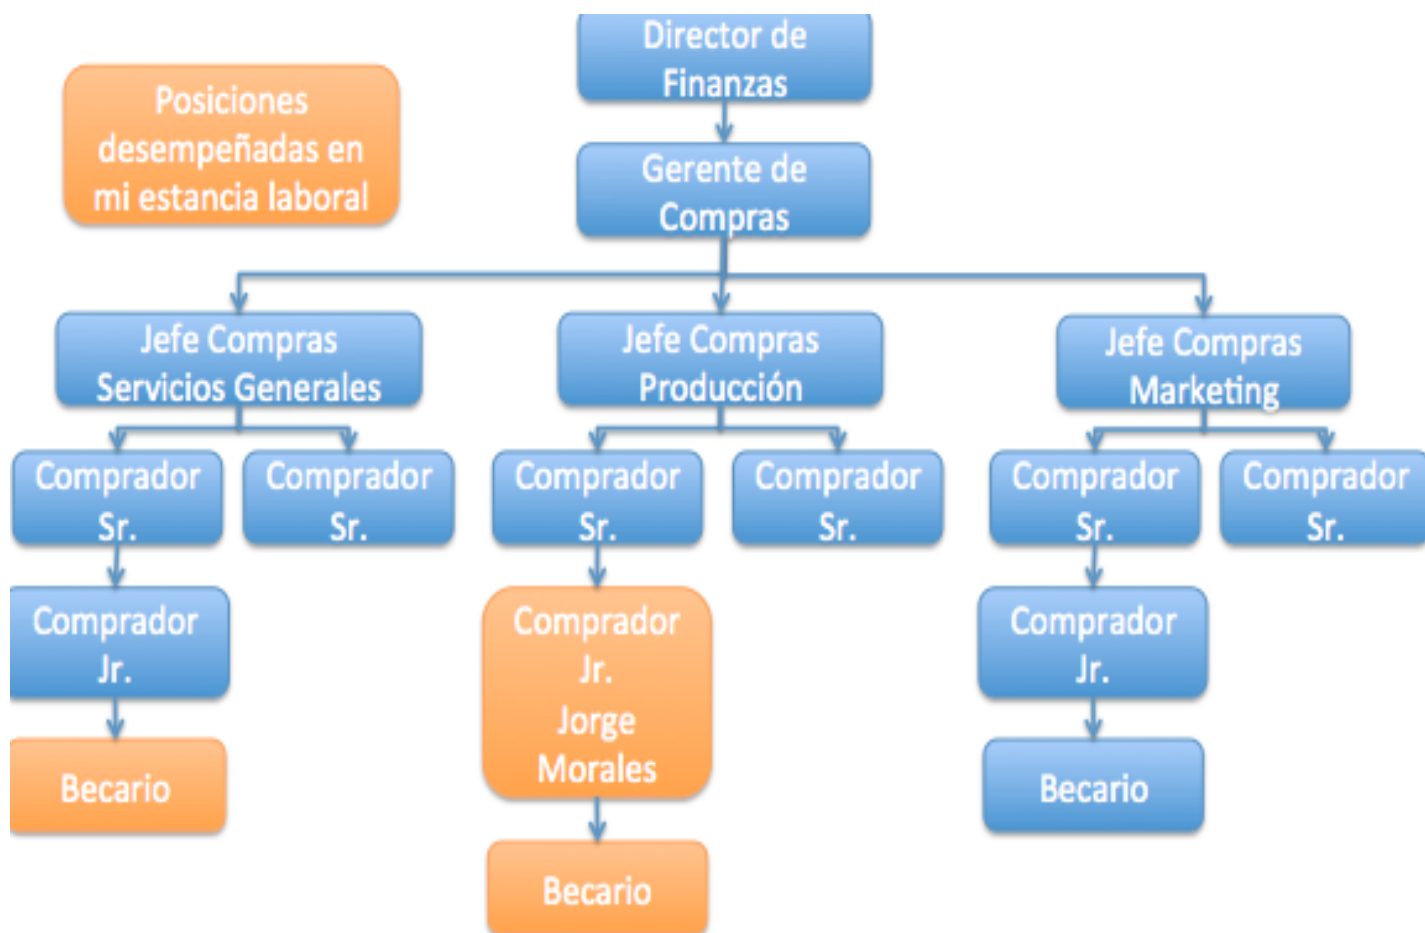 Director de
Finanzas
Posiciones
desempeñadas en
mi estancia laboral
Gerente de
Compras
Jefe Compras
Servicios Generales
Jefe Compras
Producción
Jefe Compras
Marketing
Comprador
Sr.
Comprador
Sr.
Comprador
Sr.
Comprador
Sr.
Comprador
Sr.
Comprador
Sr.
Comprador
Jr.
Comprador
Jr.
Jorge
Morales
Comprador
Jr.
Becario
Becario
Becario